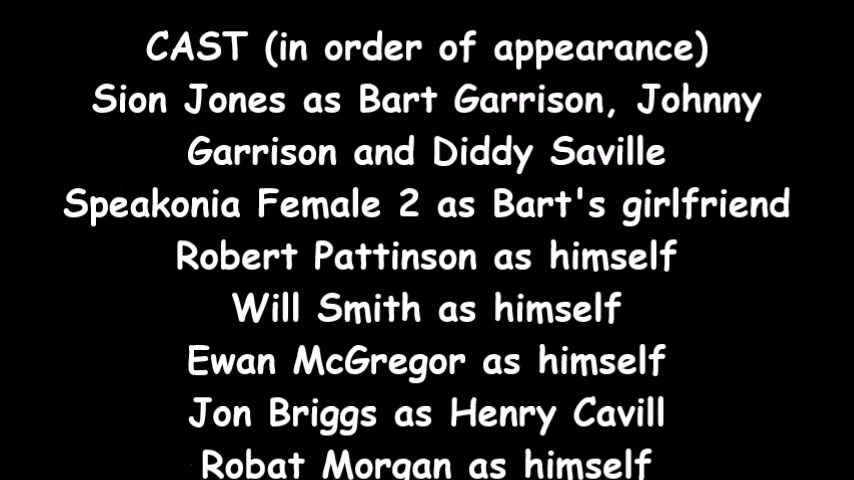 CAST (in order of appearance)
Sion Jones as Bart Garrison, Johnny
Garrison and Diddy Saville
Speakonia Female 2 as Bart's girlfriend
Robert Pattinson as himself
Will Smith as himself
Ewan McGregor as himself
Jon Briggs as Henry Cavill
Robat Morgan as himself